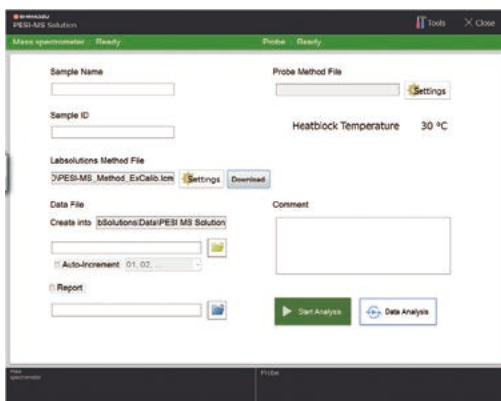 SHIMADZU
PESI-MS Solution
Tools
Close
Mass spectrometer : Ready
Probe : Ready
Sample Name
Probe Method File
Settings
Sample ID
Heatblock Temperature 30 °C
Labsolutions Method File
PESI-MS_Method_ExCalib.lcm
Settings
Download
Data File
Comment
Create into bSolutions\Data\PESI MS Solution
Auto-Increment 01, 02, ...
Report
Start Analysis
Data Analysis
Mass
spectrometer
Probe